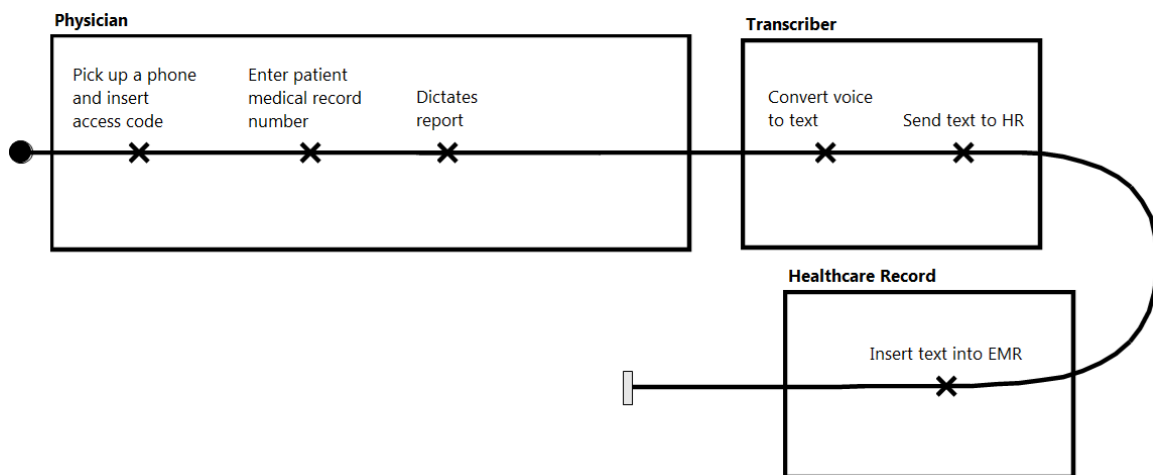 Physician
Pick up a phone
and insert
access code
Enter patient
medical record
number
Dictates
report
Transcriber
Convert voice
to text
Send text to HR
Healthcare Record
Insert text into EMR